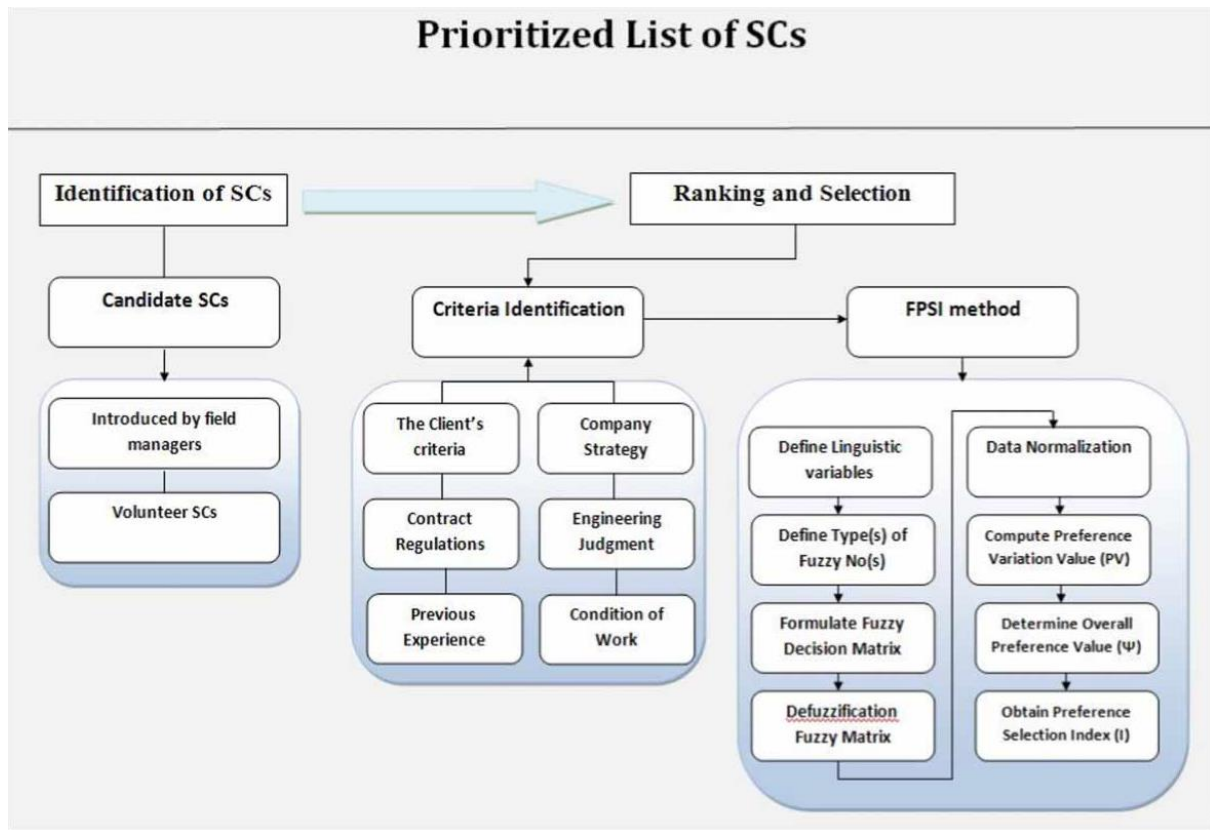 Prioritized List of SCs
Identification of SCs
Ranking and Selection
Candidate SCs
Criteria Identification
FPSI method
Introduced by field
managers
Volunteer SCs
The Client's
criteria
Contract
Regulations
Previous
Experience
Company
Strategy
Engineering
Judgment
Condition of
Work
Define Linguistic
variables
Define Type(s) of
Fuzzy No(s)
Formulate Fuzzy
Decision Matrix
Defuzzification
Fuzzy Matrix
Data Normalization
Compute Preference
Variation Value (PV)
Determine Overall
Preference Value (Ψ)
Obtain Preference
Selection Index (I)